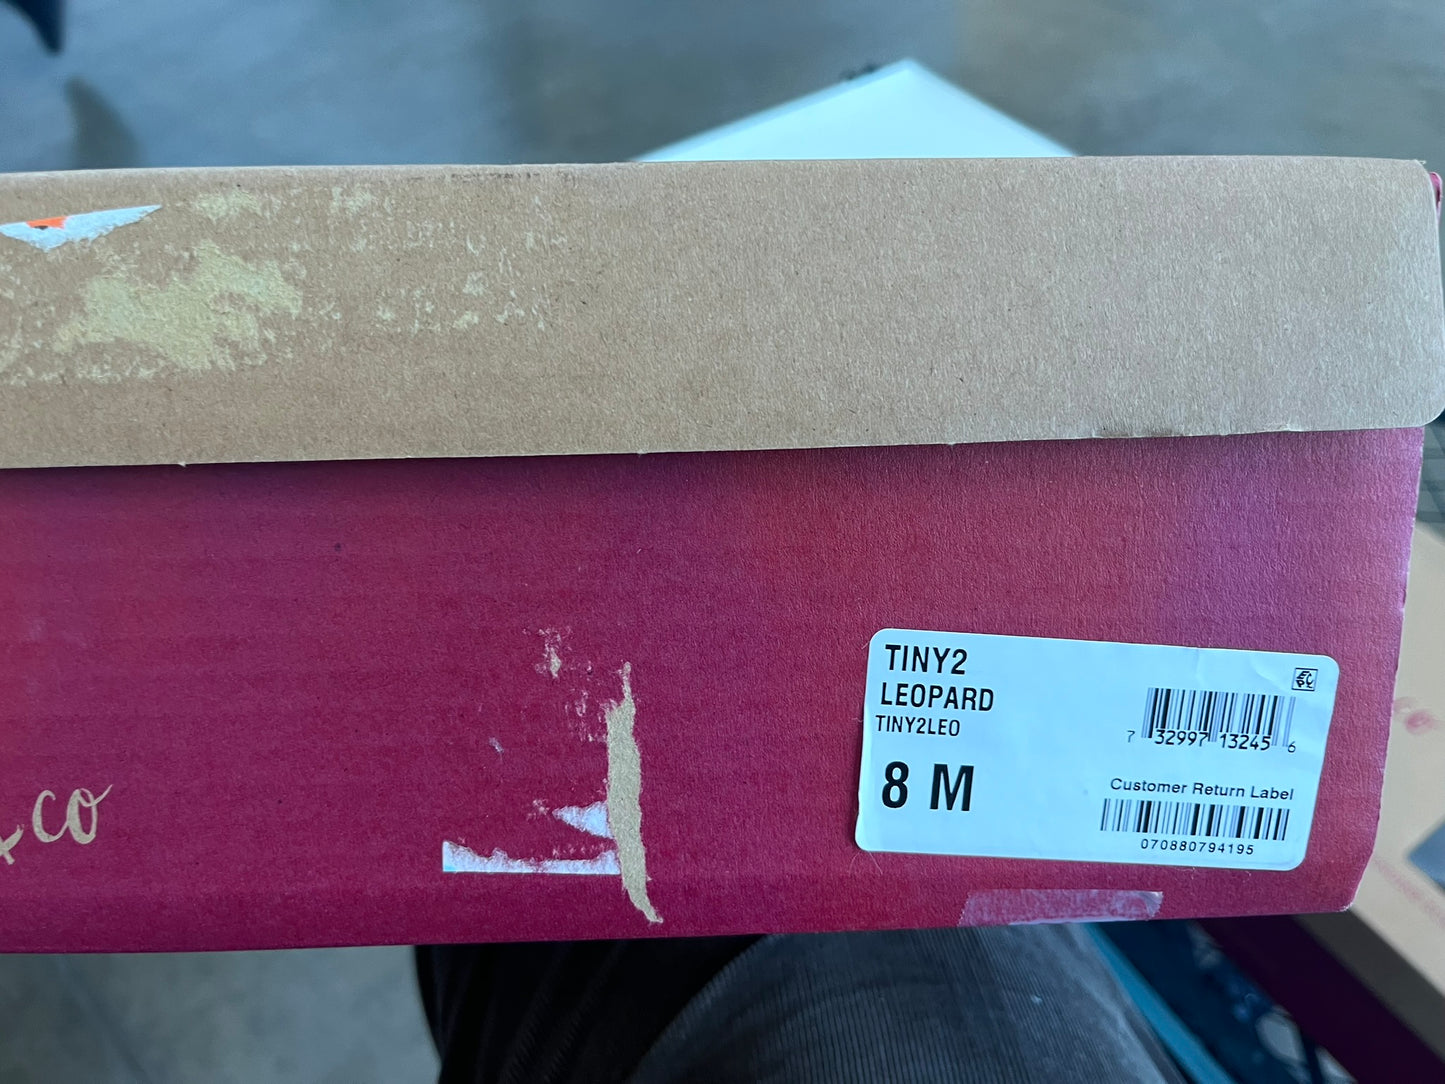 TINY2
LEOPARD
TINY2LEO
8 M
7 32997 13245 6
Customer Return Label
070880794195
co